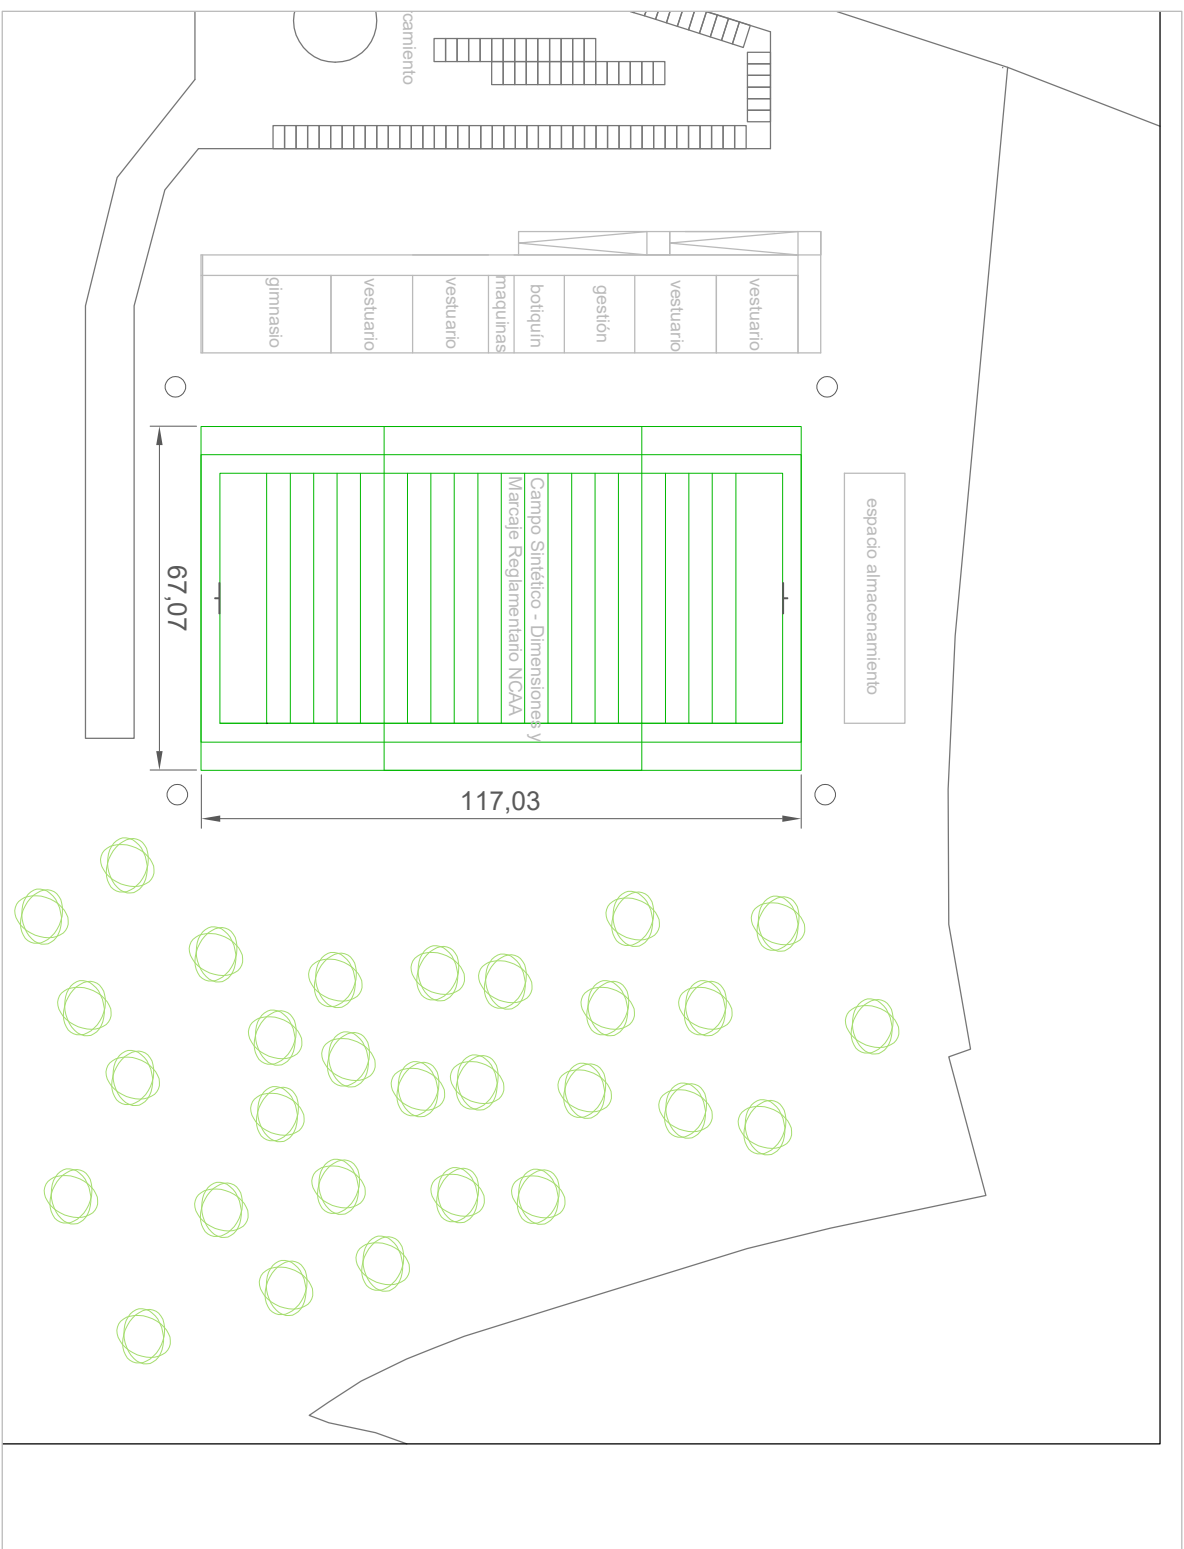 camiento
gimnasio
vestuario
vestuario
maquinas
botiquín
gestión
vestuario
vestuario
Campo Sintético - Dimensiones y
Marcaje Reglamentario NCAA
espacio almacenamiento
67,07
117,03